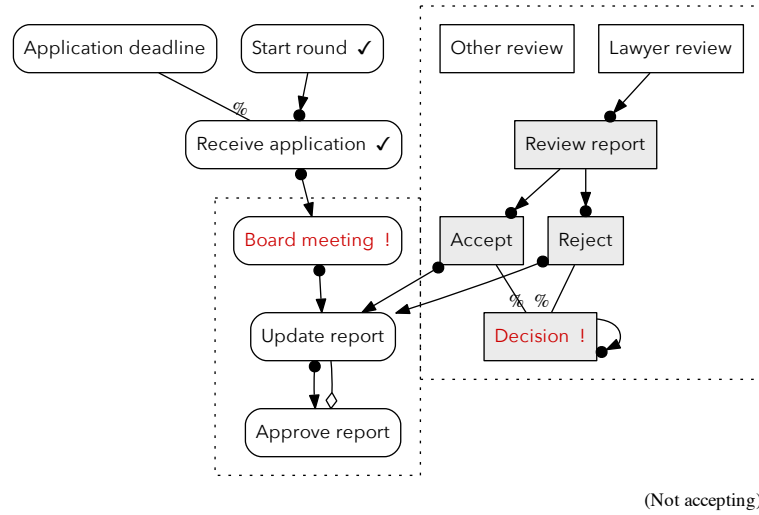 Application deadline
Start round ✓
Other review
Lawyer review
%
Receive application ✓
Review report
Board meeting !
Accept
Reject
% %
Update report
Decision !
Approve report
(Not accepting)